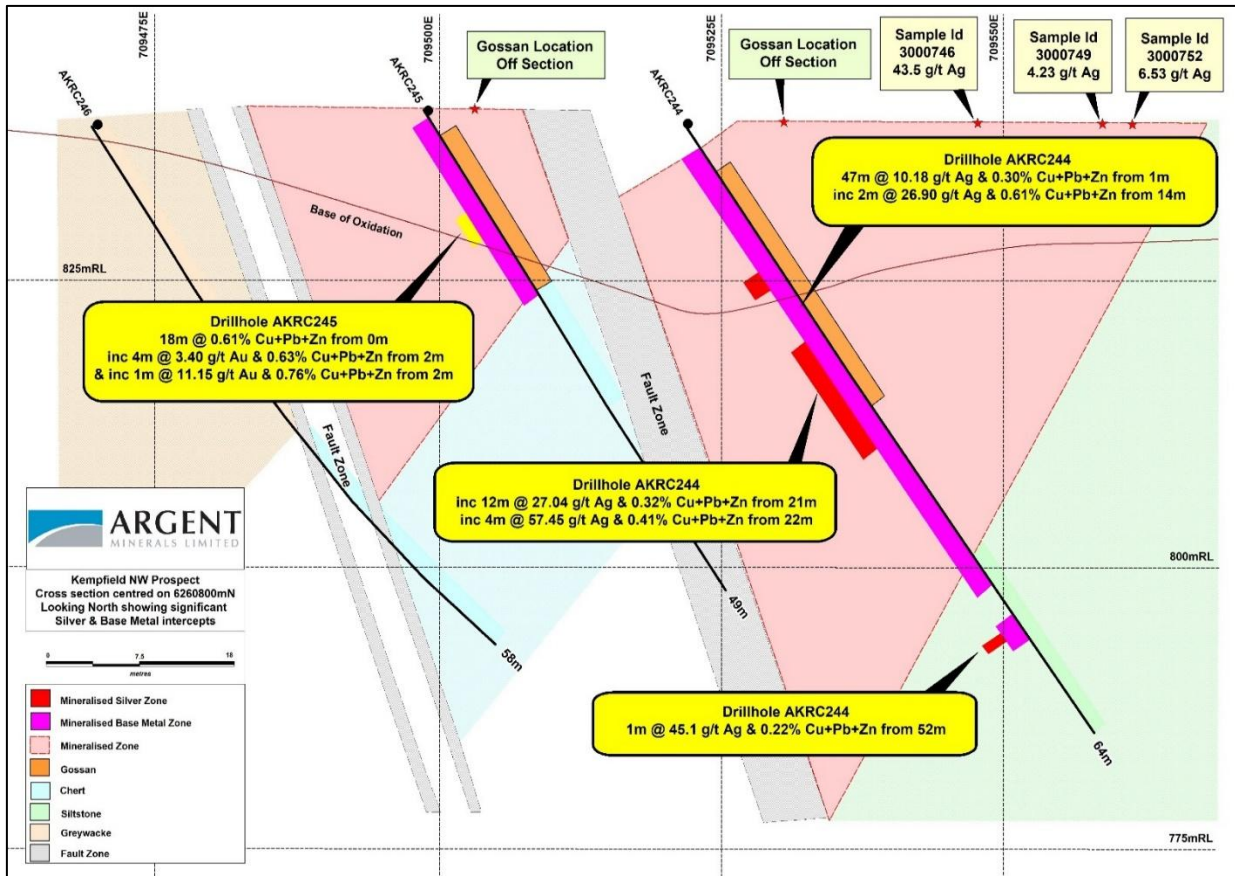 709475E
709500E
709525E
709550E
AKRC246
AKRC245
Gossan Location
Off Section
AKRC244
Gossan Location
Off Section
Sample Id
3000746
43.5 g/t Ag
Sample Id
3000749
4.23 g/t Ag
Sample Id
3000752
6.53 g/t Ag
Drillhole AKRC244
47m @ 10.18 g/t Ag & 0.30% Cu+Pb+Zn from 1m
inc 2m @ 26.90 g/t Ag & 0.61% Cu+Pb+Zn from 14m
Base of Oxidation
825mRL
Drillhole AKRC245
18m @ 0.61% Cu+Pb+Zn from 0m
inc 4m @ 3.40 g/t Au & 0.63% Cu+Pb+Zn from 2m
& inc 1m @ 11.15 g/t Au & 0.76% Cu+Pb+Zn from 2m
Fault Zone
Fault Zone
Drillhole AKRC244
inc 12m @ 27.04 g/t Ag & 0.32% Cu+Pb+Zn from 21m
inc 4m @ 57.45 g/t Ag & 0.41% Cu+Pb+Zn from 22m
800mRL
49m
58m
64m
Drillhole AKRC244
1m @ 45.1 g/t Ag & 0.22% Cu+Pb+Zn from 52m
775mRL
ARGENT
MINERALS LIMITED
Kempfield NW Prospect
Cross section centred on 6260800mN
Looking North showing significant
Silver & Base Metal intercepts
0 7.5 15
metres
Mineralised Silver Zone
Mineralised Base Metal Zone
Mineralised Zone
Gossan
Chert
Siltstone
Greywacke
Fault Zone